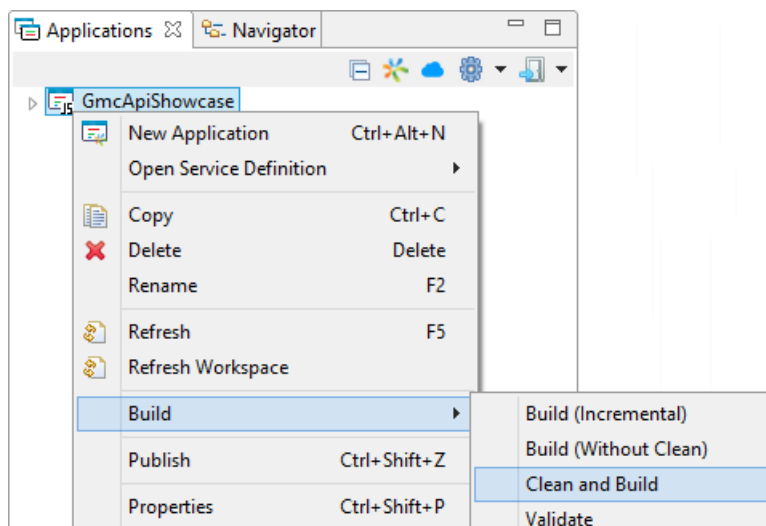 Applications Navigator
GmcApiShowcase
New Application Ctrl+Alt+N
Open Service Definition
Copy Ctrl+C
Delete Delete
Rename F2
Refresh F5
Refresh Workspace
Build Build (Incremental)
Build (Without Clean)
Publish Ctrl+Shift+Z
Clean and Build
Properties Ctrl+Shift+P
Validate